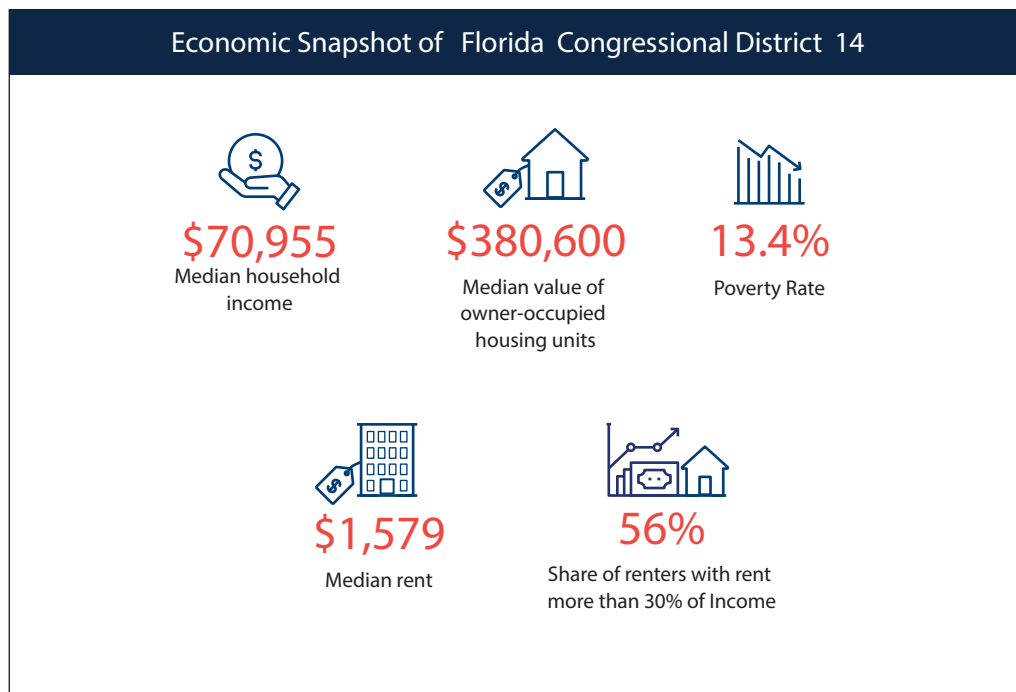 Economic Snapshot of Florida Congressional District 14
$
$
$70,955
Median household
income
$380,600
Median value of
owner-occupied
housing units
13.4%
Poverty Rate
$
$1,579
Median rent
56%
Share of renters with rent
more than 30% of Income